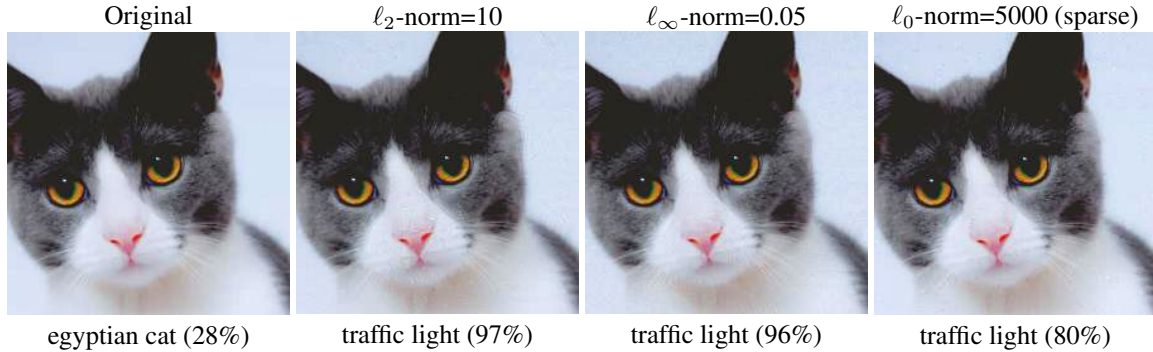 Original
ℓ₂-norm=10
ℓ∞-norm=0.05
ℓ₀-norm=5000 (sparse)
egyptian cat (28%)
traffic light (97%)
traffic light (96%)
traffic light (80%)